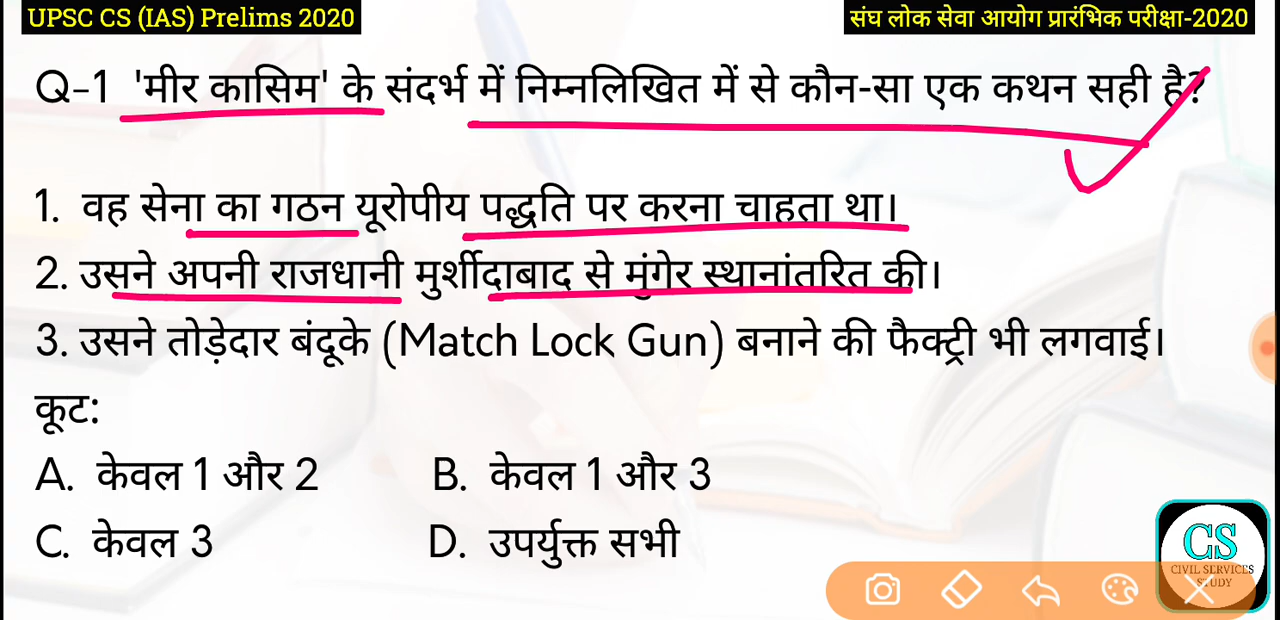 UPSC CS (IAS) Prelims 2020
संघ लोक सेवा आयोग प्रारंभिक परीक्षा-2020
Q-1 'मीर कासिम' के संदर्भ में निम्नलिखित में से कौन-सा एक कथन सही है?
1. वह सेना का गठन यूरोपीय पद्धति पर करना चाहता था।
2. उसने अपनी राजधानी मुर्शीदाबाद से मुंगेर स्थानांतरित की।
3. उसने तोड़ेदार बंदूके (Match Lock Gun) बनाने की फैक्ट्री भी लगवाई।
कूट:
A. केवल 1 और 2 B. केवल 1 और 3
C. केवल 3 D. उपर्युक्त सभी
CS
CIVIL SERVICES
STUDY